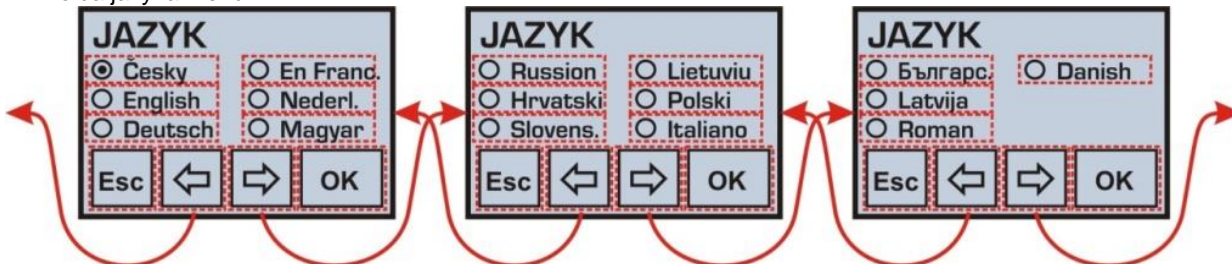 JAZYK
Česky En Franc.
English Nederl.
Deutsch Magyar
Esc OK
JAZYK
Russion Lietuviu
Hrvatski Polski
Slovens. Italiano
Esc OK
JAZYK
Българс. Danish
Latvija
Roman
Esc OK